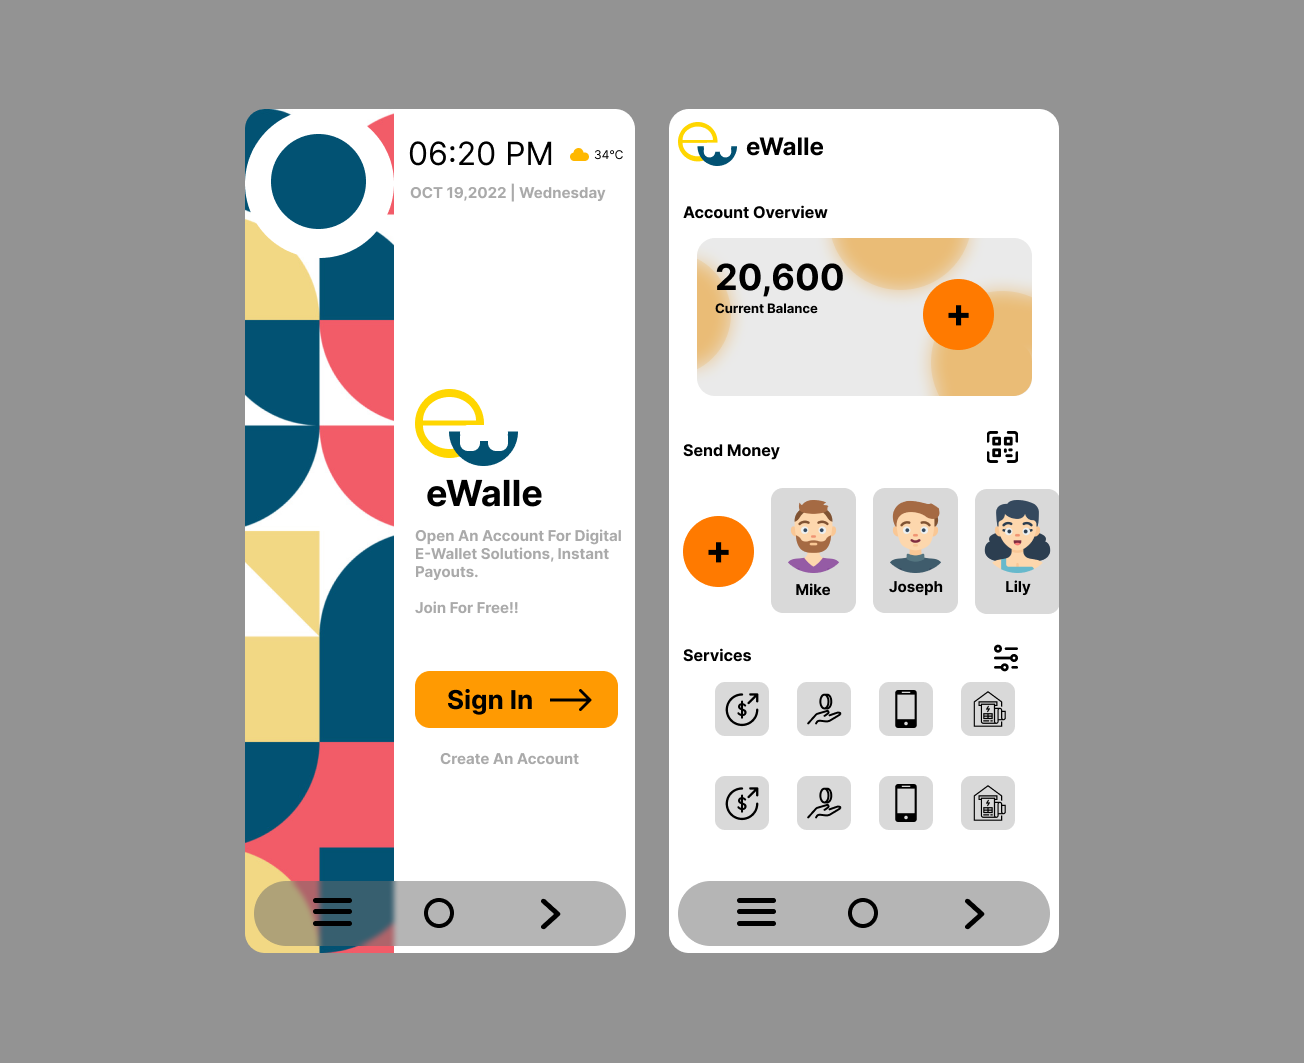 06:20 PM
34°C
OCT 19,2022 | Wednesday
eWalle
Open An Account For Digital
E-Wallet Solutions, Instant
Payouts.
Join For Free!!
Sign In
Create An Account
eWalle
Account Overview
20,600
Current Balance
+
Send Money
+
Mike
Joseph
Lily
Services